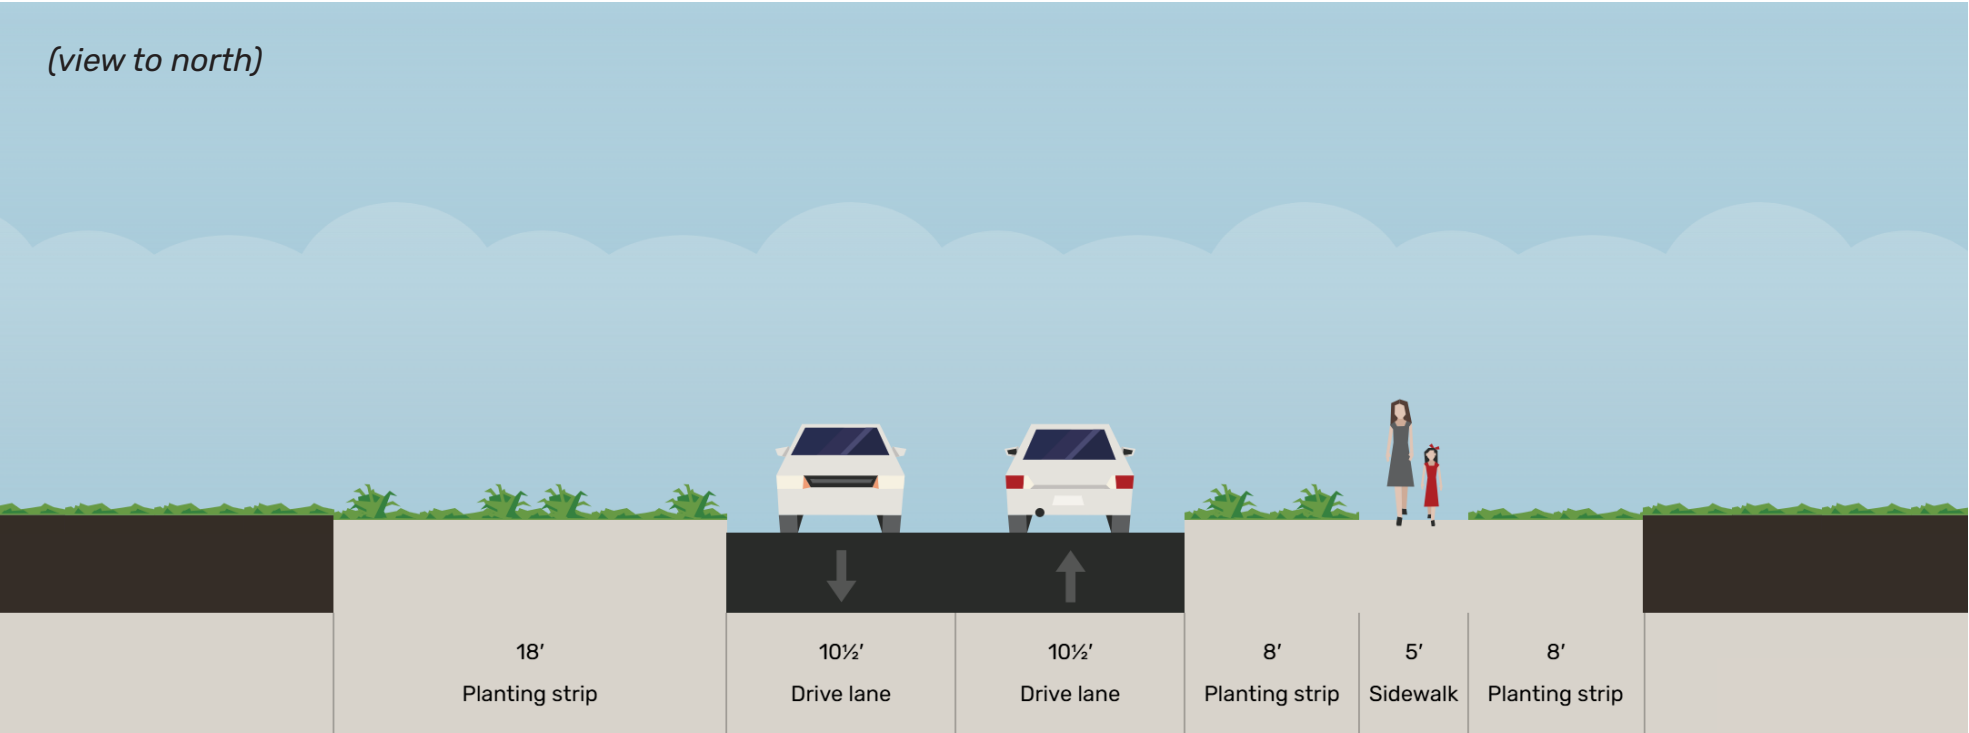 (view to north)
18′ 10½′ 10½′ 8′ 5′ 8′
Planting strip Drive lane Drive lane Planting strip Sidewalk Planting strip